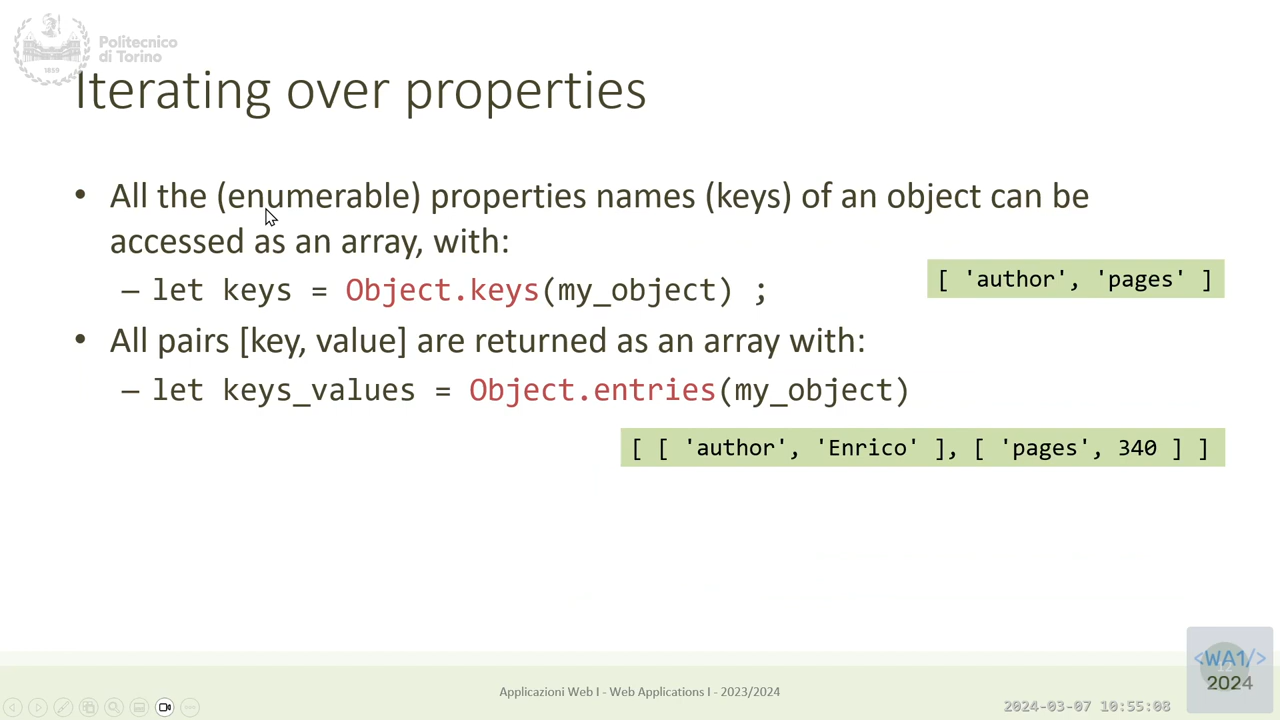 Politecnico
di Torino
1859
Iterating over properties
• All the (enumerable) properties names (keys) of an object can be
accessed as an array, with:
– let keys = Object.keys(my_object) ;
[ 'author', 'pages' ]
• All pairs [key, value] are returned as an array with:
– let keys_values = Object.entries(my_object)
[ [ 'author', 'Enrico' ], [ 'pages', 340 ] ]
Applicazioni Web I - Web Applications I - 2023/2024
2024-03-07 10:55:08
<WA1/>
2024